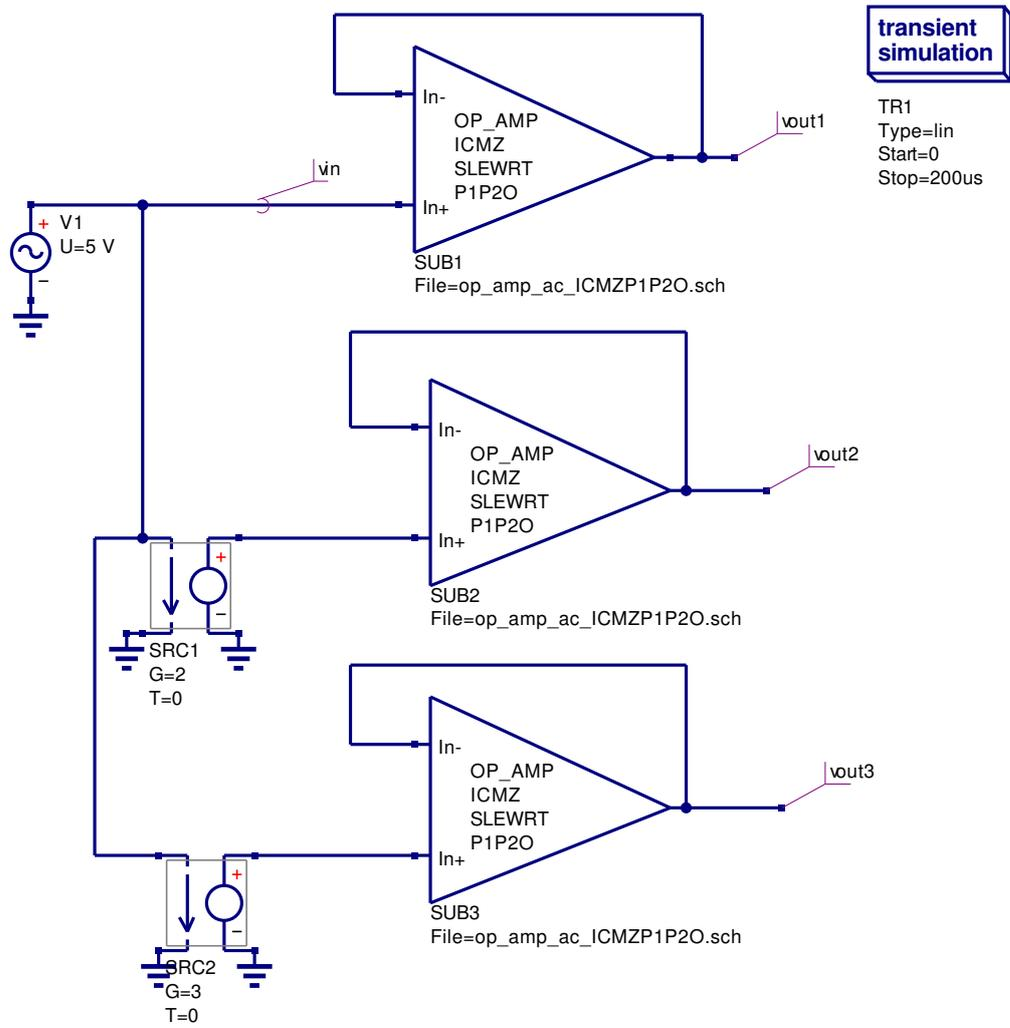 transient
simulation
TR1
Type=lin
Start=0
Stop=200us
In-
OP_AMP
ICMZ
SLEWRT
P1P2O
In+
vout1
vin
+
V1
U=5 V
−
SUB1
File=op_amp_ac_ICMZP1P2O.sch
In-
OP_AMP
ICMZ
SLEWRT
P1P2O
In+
vout2
SUB2
File=op_amp_ac_ICMZP1P2O.sch
+
−
SRC1
G=2
T=0
In-
OP_AMP
ICMZ
SLEWRT
P1P2O
In+
vout3
SUB3
File=op_amp_ac_ICMZP1P2O.sch
+
−
SRC2
G=3
T=0